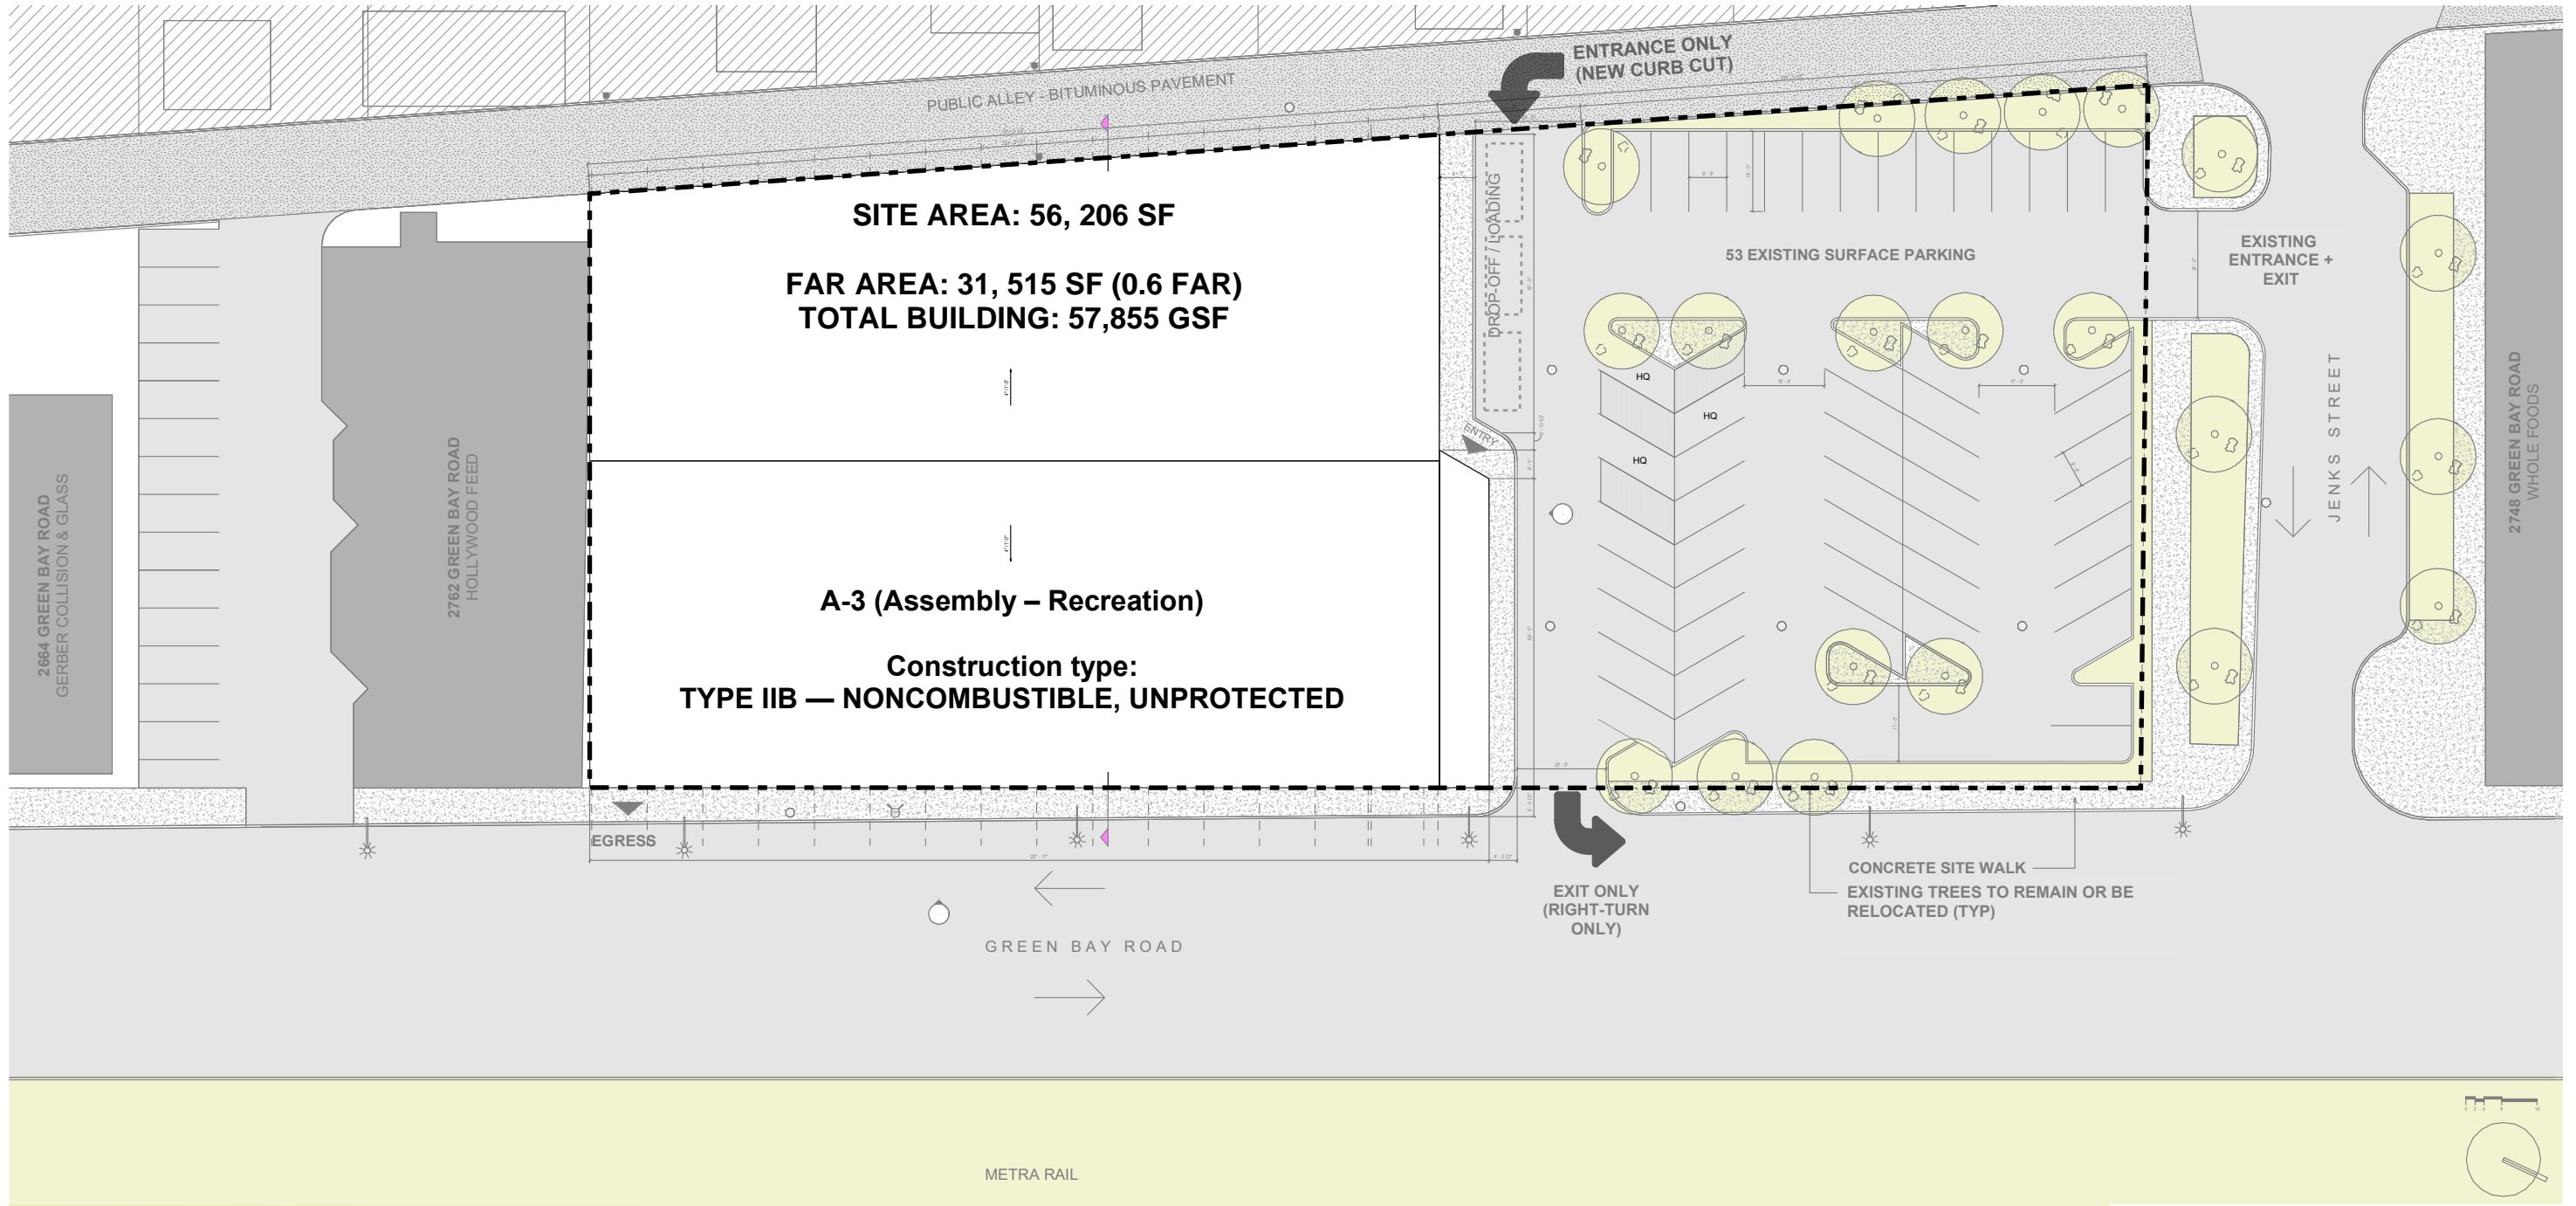 ENTRANCE ONLY
(NEW CURB CUT)
PUBLIC ALLEY - BITUMINOUS PAVEMENT
SITE AREA: 56, 206 SF
FAR AREA: 31, 515 SF (0.6 FAR)
TOTAL BUILDING: 57,855 GSF
DROP-OFF / LOADING
53 EXISTING SURFACE PARKING
EXISTING
ENTRANCE +
EXIT
HQ
HQ
HQ
ENTRY
JENKS STREET
2748 GREEN BAY ROAD
WHOLE FOODS
2664 GREEN BAY ROAD
GERBER COLLISION & GLASS
2762 GREEN BAY ROAD
HOLLYWOOD FEED
A-3 (Assembly – Recreation)
Construction type:
TYPE IIB — NONCOMBUSTIBLE, UNPROTECTED
EGRESS
EXIT ONLY
(RIGHT-TURN
ONLY)
CONCRETE SITE WALK
EXISTING TREES TO REMAIN OR BE
RELOCATED (TYP)
GREEN BAY ROAD
METRA RAIL